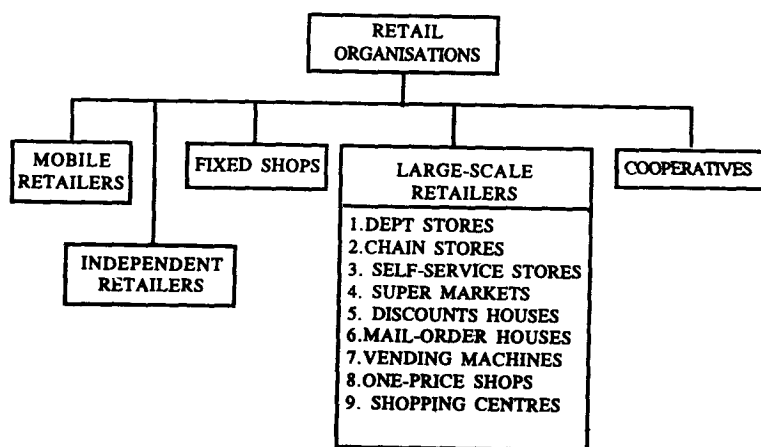 RETAIL
ORGANISATIONS
MOBILE
RETAILERS
INDEPENDENT
RETAILERS
FIXED SHOPS
LARGE-SCALE
RETAILERS
1.DEPT STORES
2.CHAIN STORES
3. SELF-SERVICE STORES
4. SUPER MARKETS
5. DISCOUNTS HOUSES
6.MAIL-ORDER HOUSES
7.VENDING MACHINES
8.ONE-PRICE SHOPS
9. SHOPPING CENTRES
COOPERATIVES